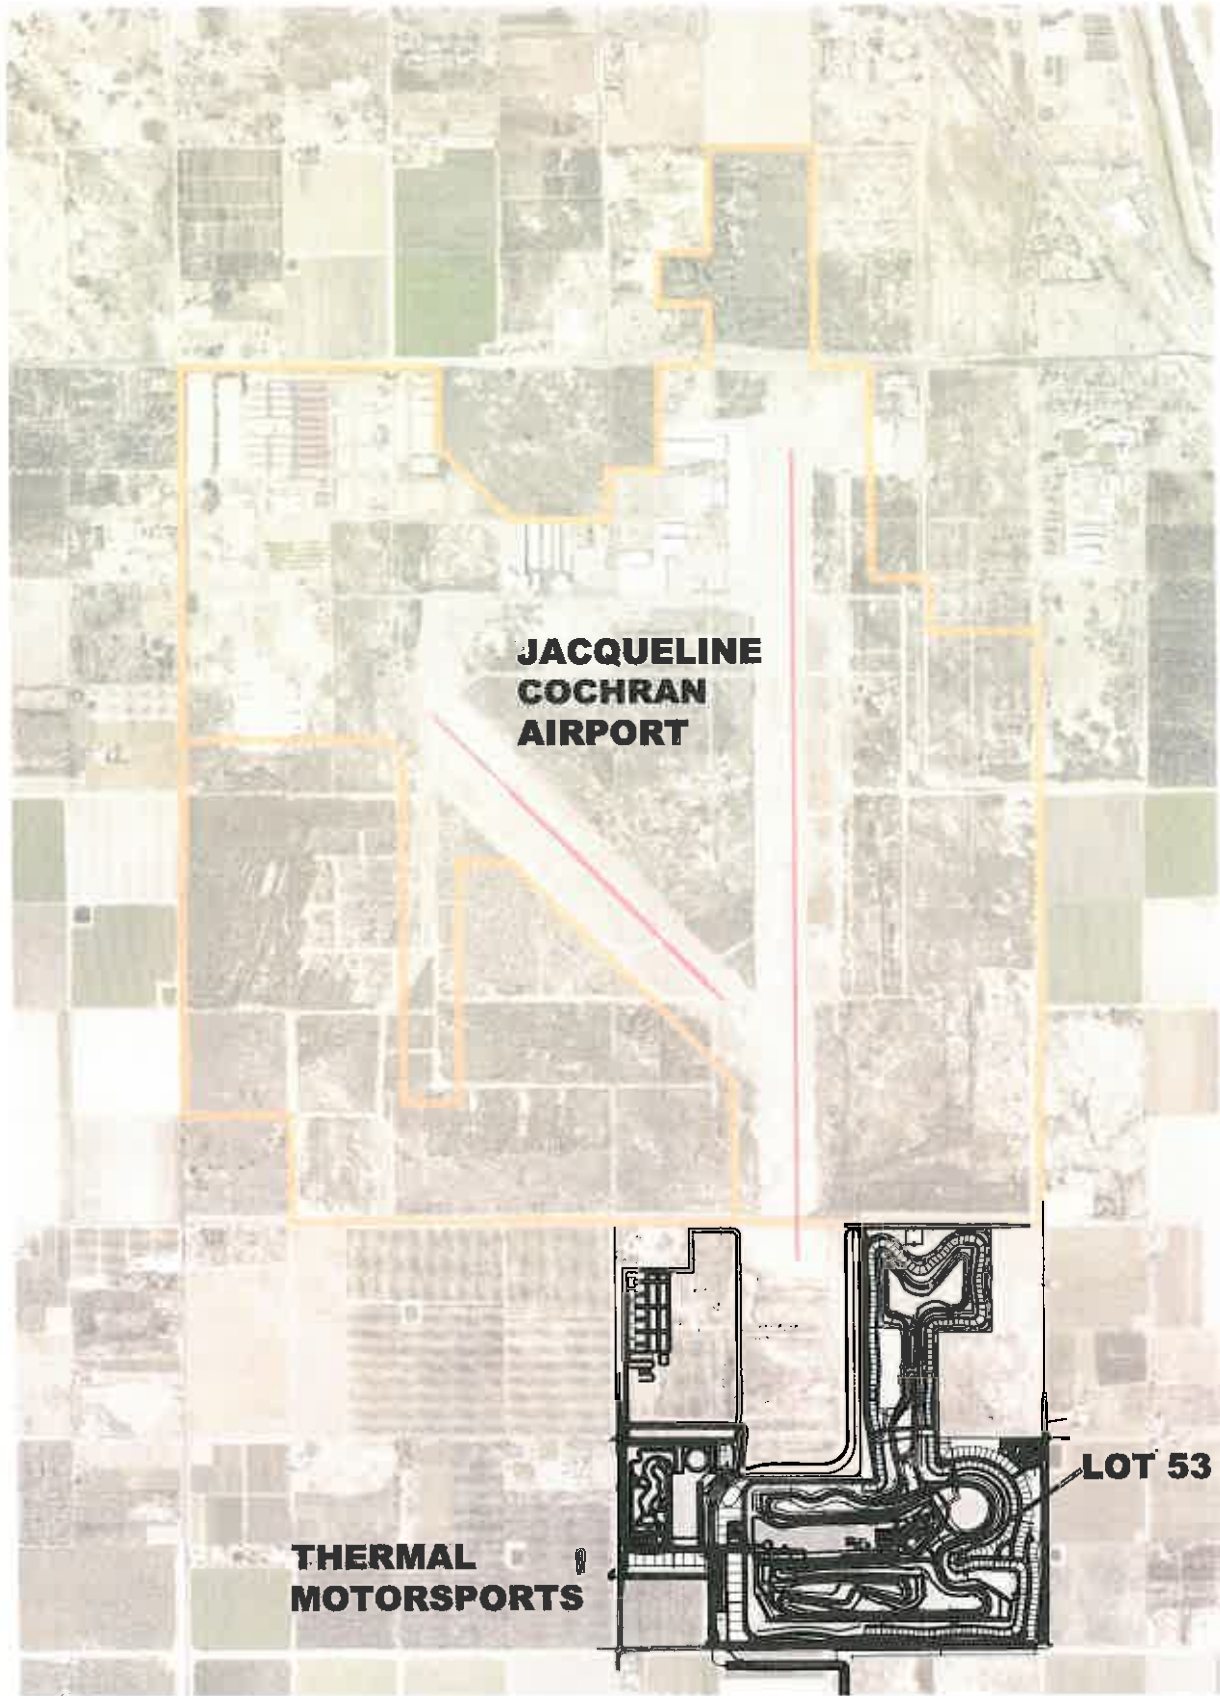 JACQUELINE
COCHRAN
AIRPORT
LOT 53
THERMAL
MOTORSPORTS